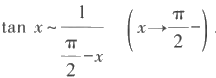 tan x ~ 1/(π/2 − x) (x → π/2 −).